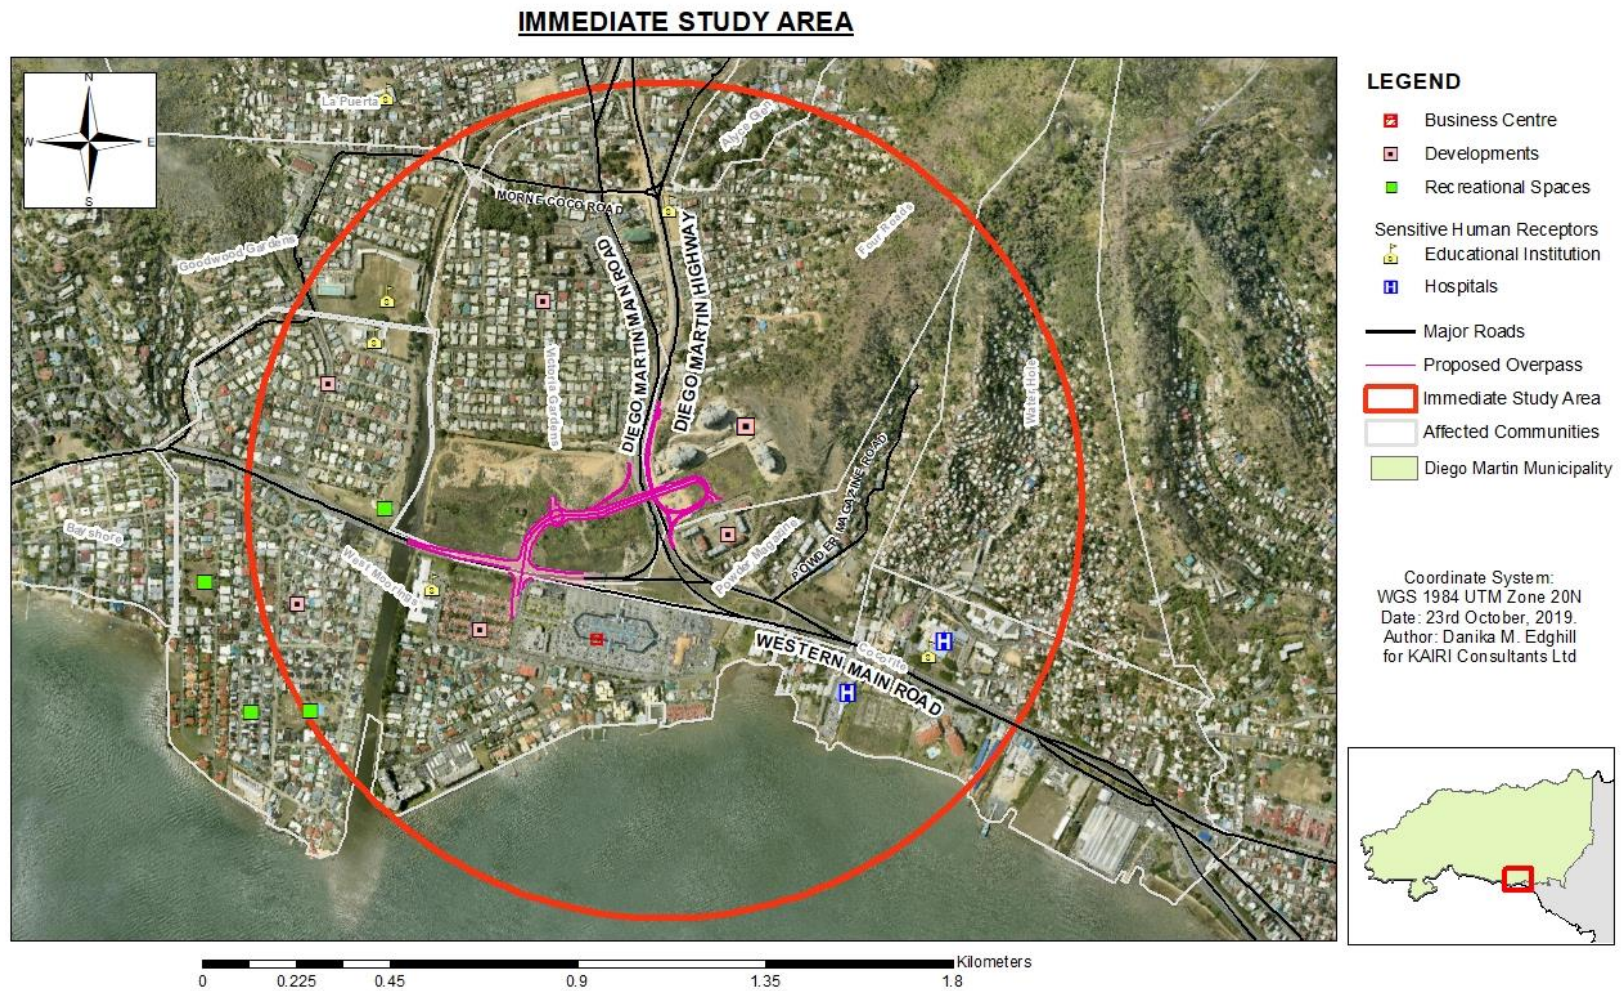 IMMEDIATE STUDY AREA
N
W E
S
La Puerta
Alyce Glen
MORNE COCO ROAD
Four Roads
Goodwood Gardens
DIEGO MARTIN MAIN ROAD
DIEGO MARTIN HIGHWAY
Victoria Gardens
Water Hole
POWDER MAGAZINE ROAD
Powder Magazine
Bayshore
West Moorings
WESTERN MAIN ROAD
Cocorite
H
H
0 0.225 0.45 0.9 1.35 1.8
Kilometers
LEGEND
Business Centre
Developments
Recreational Spaces
Sensitive Human Receptors
Educational Institution
H Hospitals
Major Roads
Proposed Overpass
Immediate Study Area
Affected Communities
Diego Martin Municipality
Coordinate System:
WGS 1984 UTM Zone 20N
Date: 23rd October, 2019.
Author: Danika M. Edghill
for KAIRI Consultants Ltd